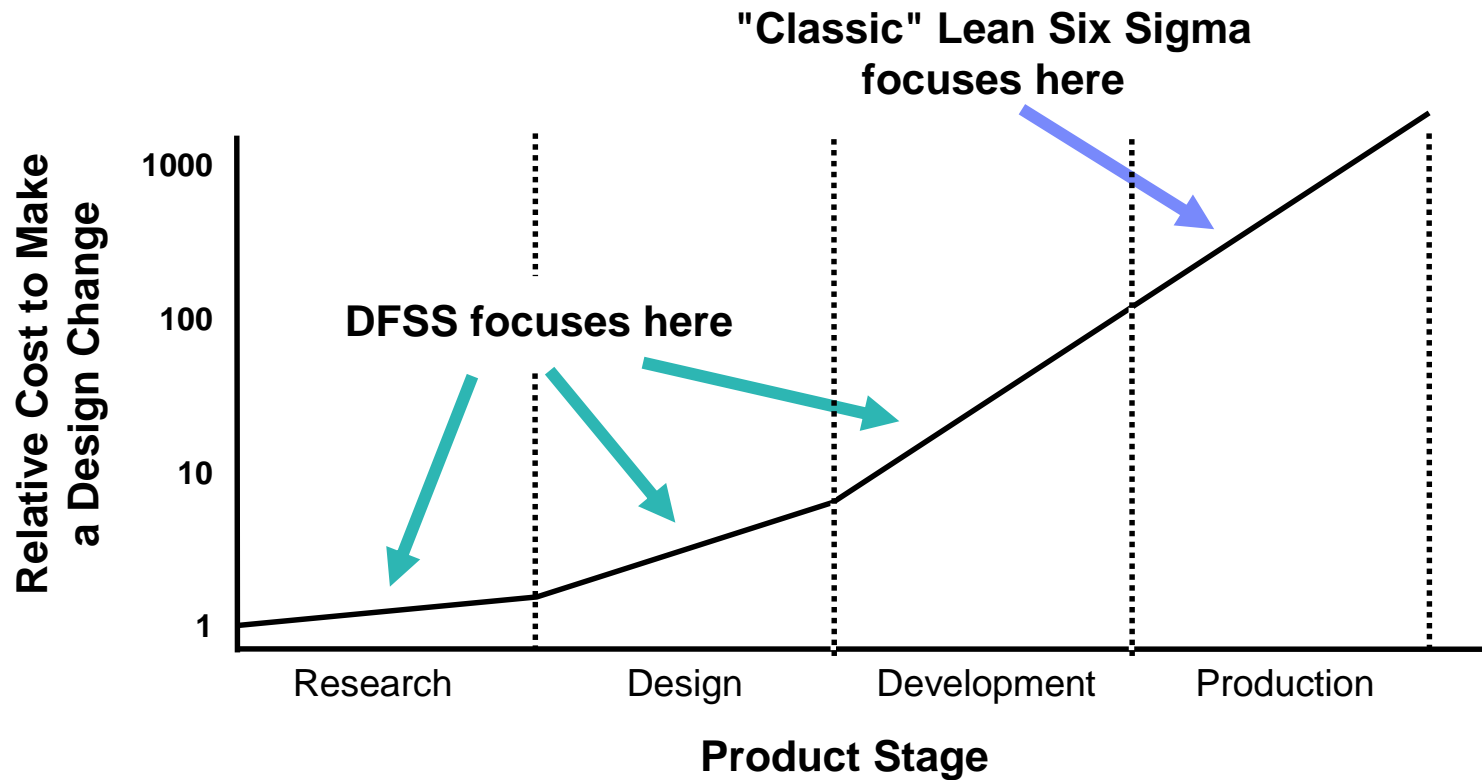 "Classic" Lean Six Sigma
focuses here
Relative Cost to Make
a Design Change
1000
100
10
1
DFSS focuses here
Research
Design
Development
Production
Product Stage